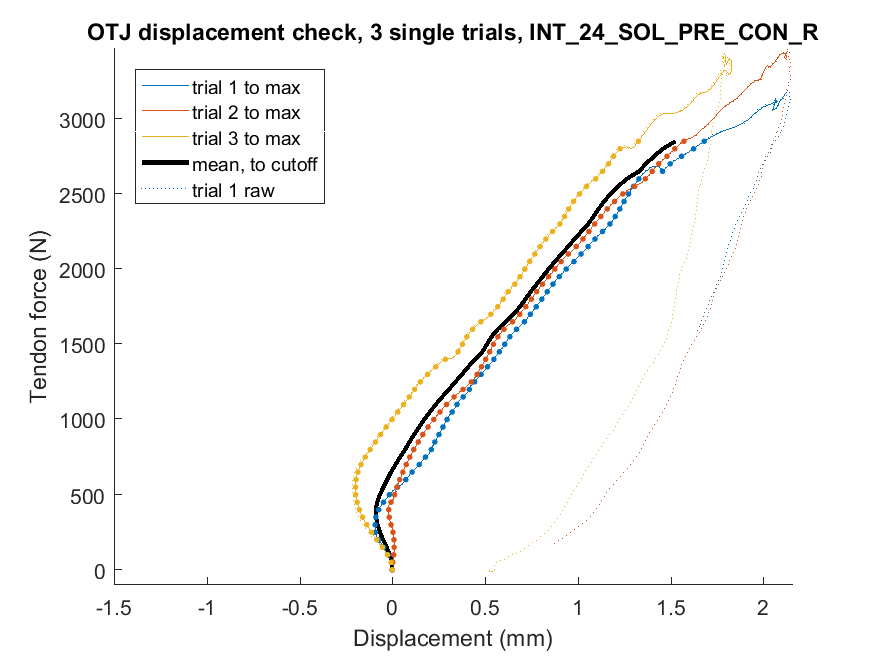 OTJ displacement check, 3 single trials, INT_24_SOL_PRE_CON_R
trial 1 to max
trial 2 to max
trial 3 to max
mean, to cutoff
trial 1 raw
Tendon force (N)
3000
2500
2000
1500
1000
500
0
-1.5 -1 -0.5 0 0.5 1 1.5 2
Displacement (mm)